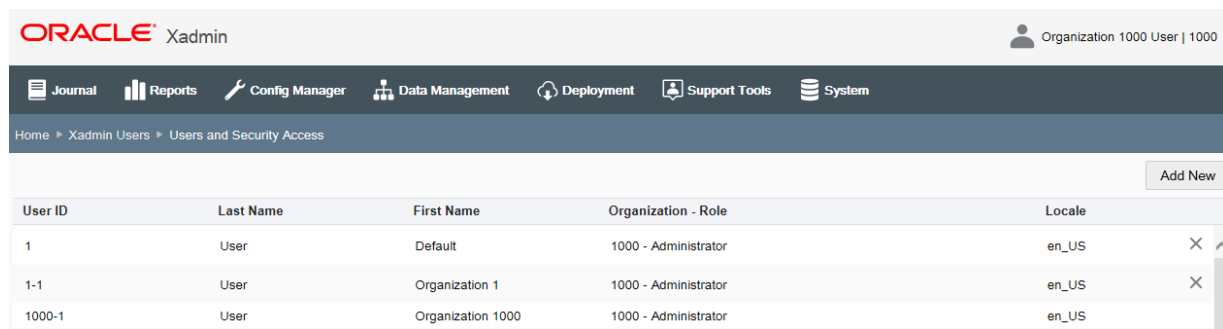 ORACLE® Xadmin
Organization 1000 User | 1000
Journal Reports Config Manager Data Management Deployment Support Tools System
Home Xadmin Users Users and Security Access
Add New
User ID Last Name First Name Organization - Role Locale
1 User Default 1000 - Administrator en_US
1-1 User Organization 1 1000 - Administrator en_US
1000-1 User Organization 1000 1000 - Administrator en_US